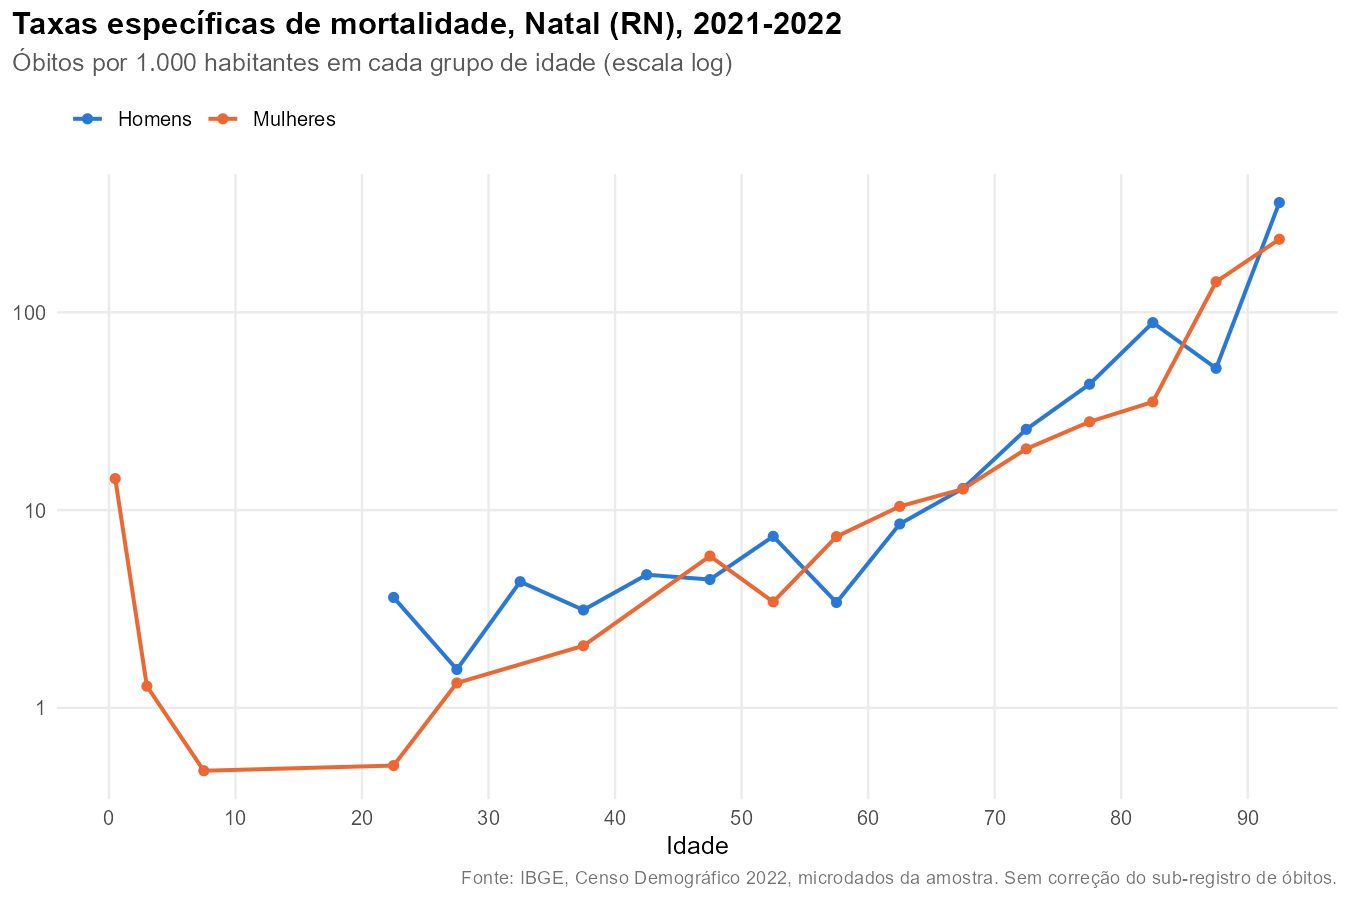 Taxas específicas de mortalidade, Natal (RN), 2021-2022
Óbitos por 1.000 habitantes em cada grupo de idade (escala log)
Homens Mulheres
100
10
1
0 10 20 30 40 50 60 70 80 90
Idade
Fonte: IBGE, Censo Demográfico 2022, microdados da amostra. Sem correção do sub-registro de óbitos.